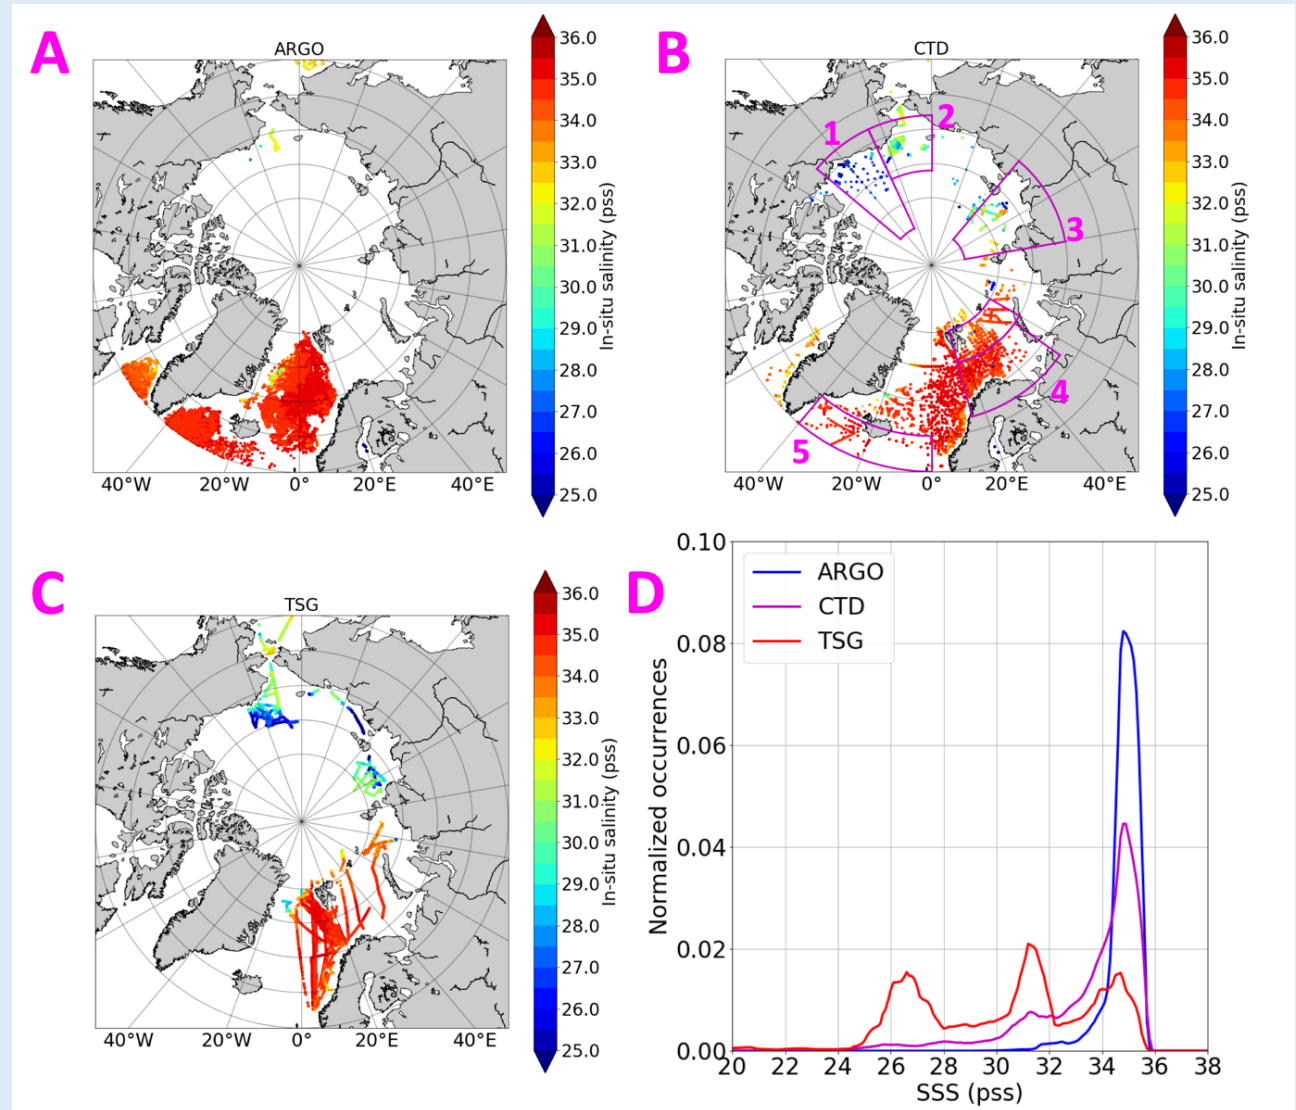 A
ARGO
36.0
35.0
34.0
33.0
32.0
31.0
30.0
29.0
28.0
27.0
26.0
25.0
In-situ salinity (pss)
40°W 20°W 0° 20°E 40°E
B
CTD
1
2
3
4
5
36.0
35.0
34.0
33.0
32.0
31.0
30.0
29.0
28.0
27.0
26.0
25.0
In-situ salinity (pss)
40°W 20°W 0° 20°E 40°E
C
TSG
36.0
35.0
34.0
33.0
32.0
31.0
30.0
29.0
28.0
27.0
26.0
25.0
In-situ salinity (pss)
40°W 20°W 0° 20°E 40°E
D
ARGO
CTD
TSG
0.10
0.08
0.06
0.04
0.02
0.00
Normalized occurrences
20 22 24 26 28 30 32 34 36 38
SSS (pss)